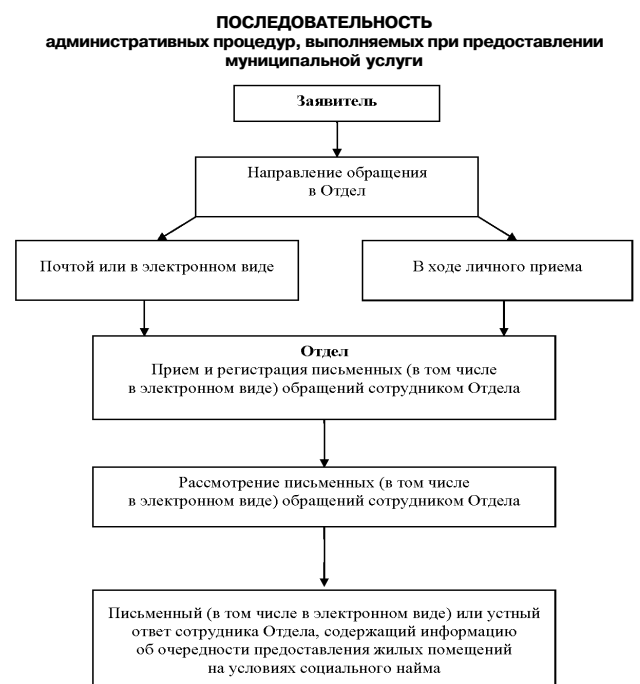 ПОСЛЕДОВАТЕЛЬНОСТЬ
административных процедур, выполняемых при предоставлении
муниципальной услуги
Заявитель
Направление обращения
в Отдел
Почтой или в электронном виде
В ходе личного приема
Отдел
Прием и регистрация письменных (в том числе
в электронном виде) обращений сотрудником Отдела
Рассмотрение письменных (в том числе
в электронном виде) обращений сотрудником Отдела
Письменный (в том числе в электронном виде) или устный
ответ сотрудника Отдела, содержащий информацию
об очередности предоставления жилых помещений
на условиях социального найма